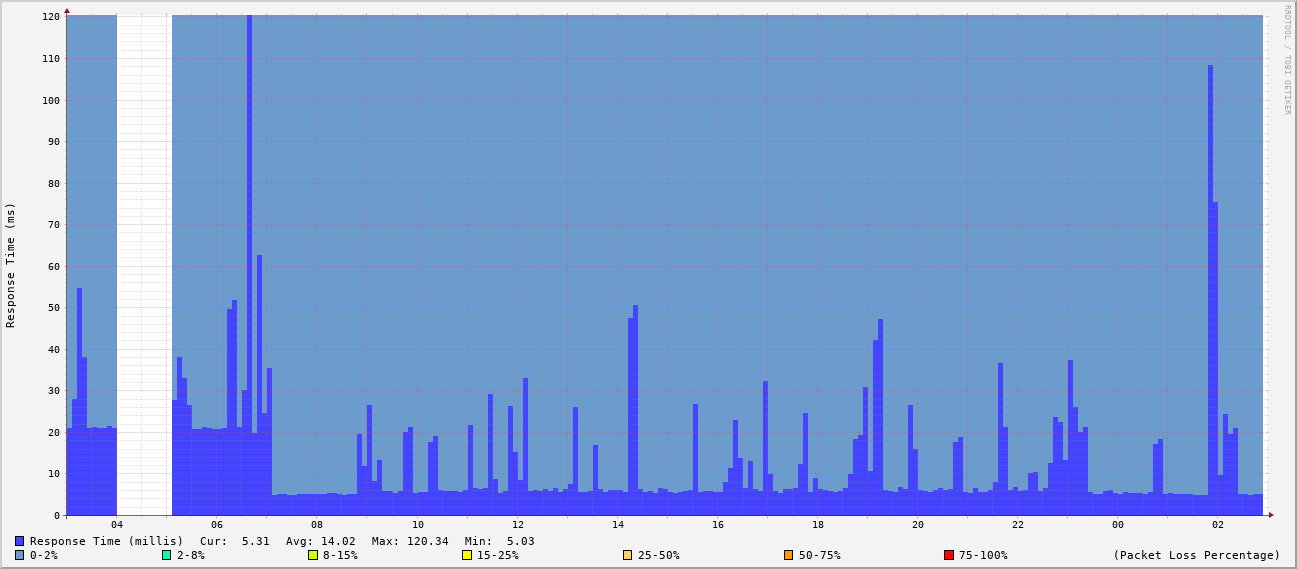 RRDTOOL / TOBI OETIKER
Response Time (ms)
120
110
100
90
80
70
60
50
40
30
20
10
0
04 06 08 10 12 14 16 18 20 22 00 02
Response Time (millis) Cur: 5.31 Avg: 14.02 Max: 120.34 Min: 5.03
0-2% 2-8% 8-15% 15-25% 25-50% 50-75% 75-100% (Packet Loss Percentage)